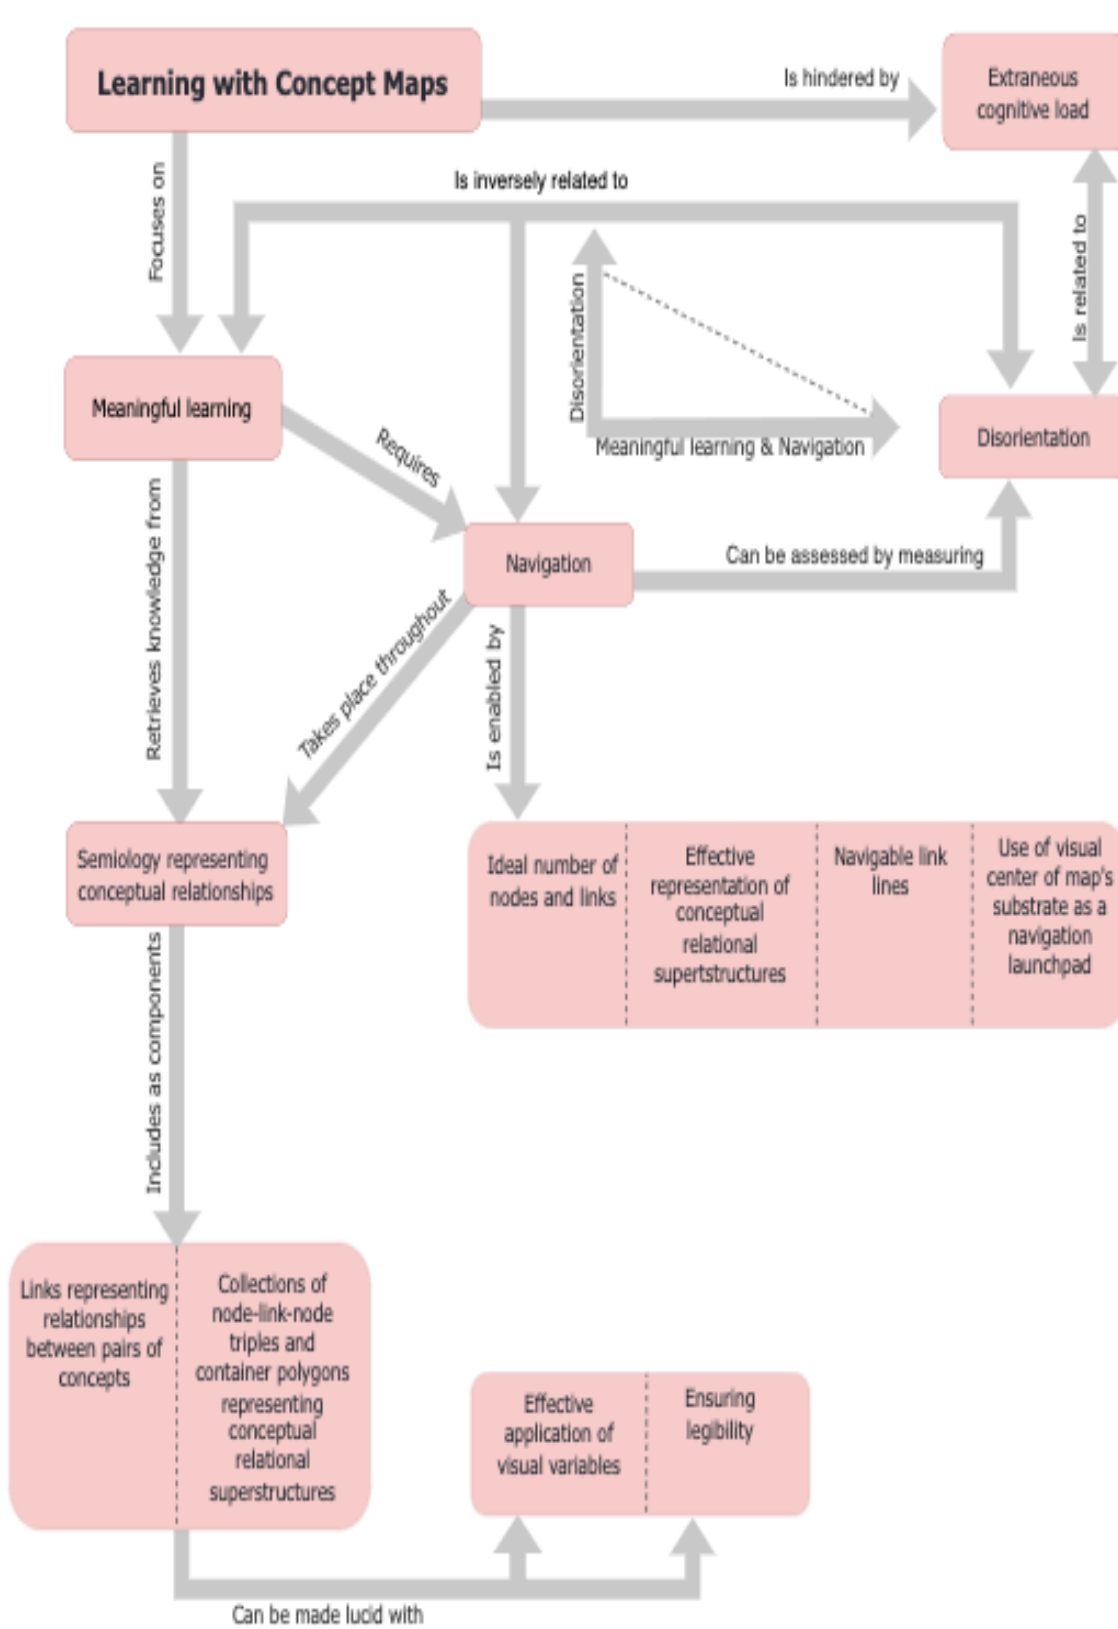 Learning with Concept Maps
Is hindered by
Extraneous
cognitive load
Focuses on
Is inversely related to
Is related to
Disorientation
Meaningful learning & Navigation
Meaningful learning
Requires
Disorientation
Retrieves knowledge from
Navigation
Can be assessed by measuring
Takes place throughout
Is enabled by
Semiology representing
conceptual relationships
Ideal number of
nodes and links
Effective
representation of
conceptual
relational
supertstructures
Navigable link
lines
Use of visual
center of map's
substrate as a
navigation
launchpad
Includes as components
Links representing
relationships
between pairs of
concepts
Collections of
node-link-node
triples and
container polygons
representing
conceptual
relational
superstructures
Effective
application of
visual variables
Ensuring
legibility
Can be made lucid with